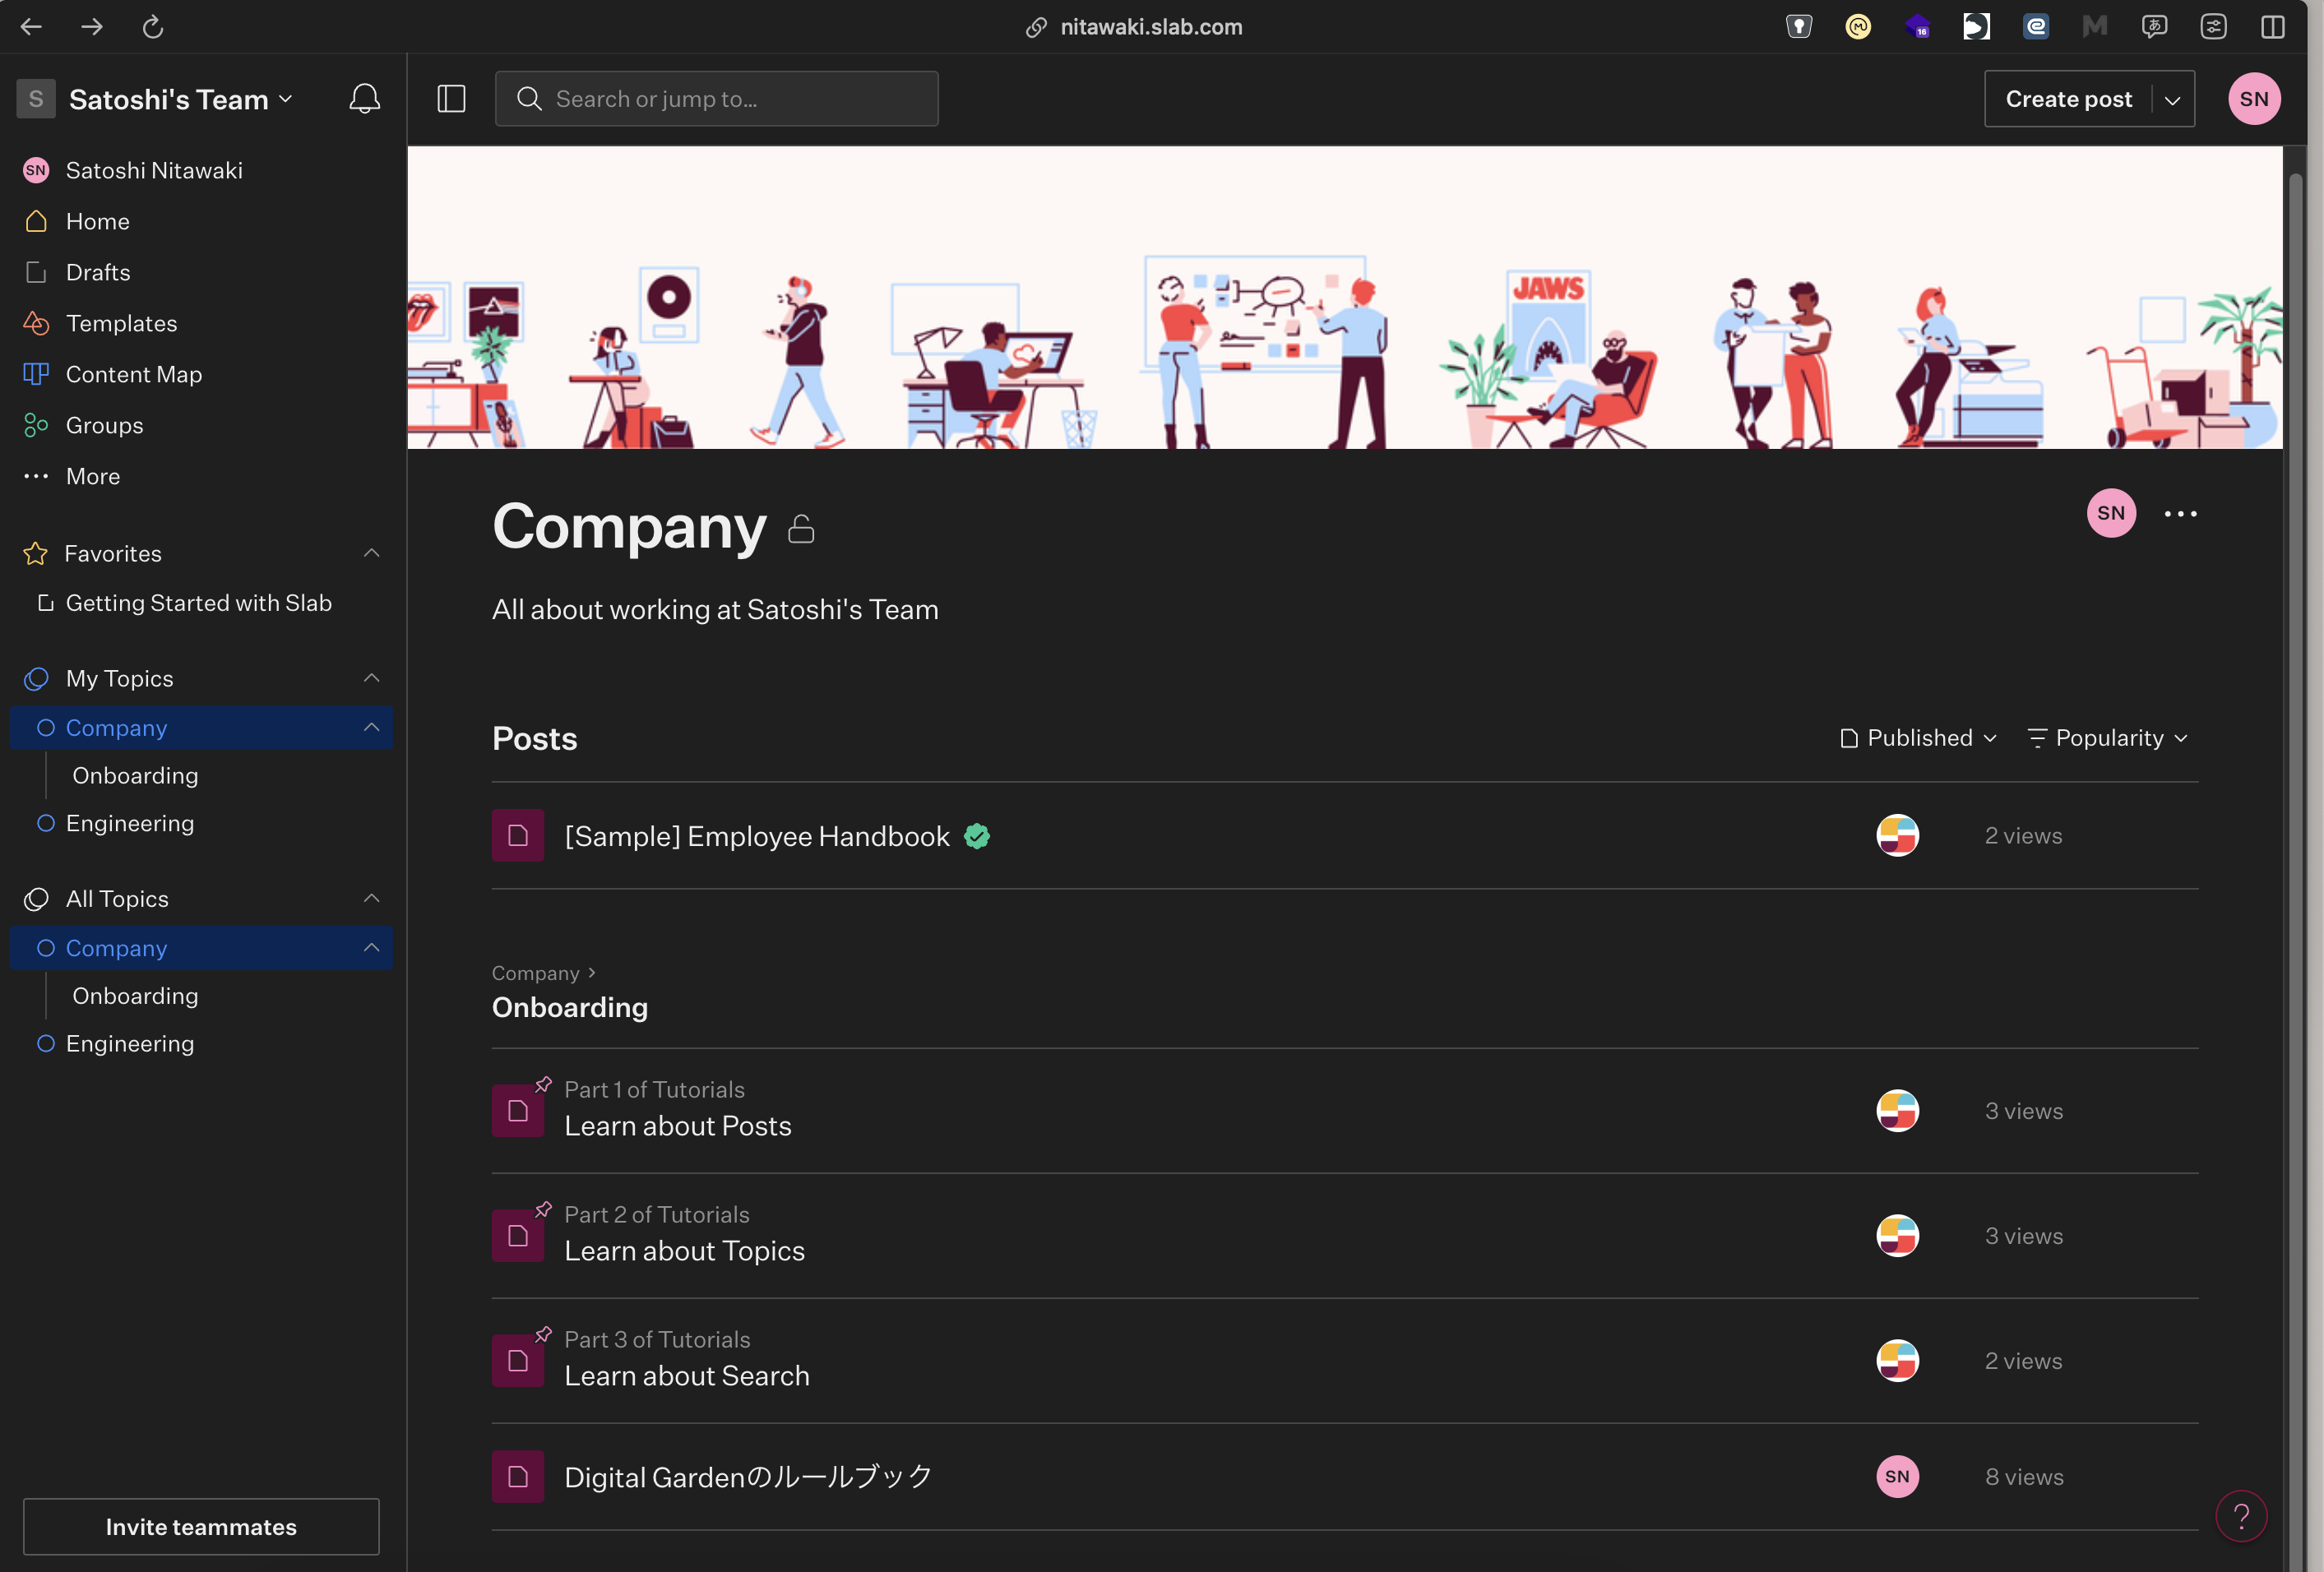 nitawaki.slab.com
16
S Satoshi's Team
Search or jump to...
Create post
SN
SN Satoshi Nitawaki
Home
Drafts
Templates
Content Map
Groups
More
Favorites
Getting Started with Slab
My Topics
Company
Onboarding
Engineering
All Topics
Company
Onboarding
Engineering
Invite teammates
JAWS
Company
SN
All about working at Satoshi's Team
Posts
Published
Popularity
[Sample] Employee Handbook
2 views
Company >
Onboarding
Part 1 of Tutorials
Learn about Posts
3 views
Part 2 of Tutorials
Learn about Topics
3 views
Part 3 of Tutorials
Learn about Search
2 views
Digital Gardenのルールブック
SN
8 views
?